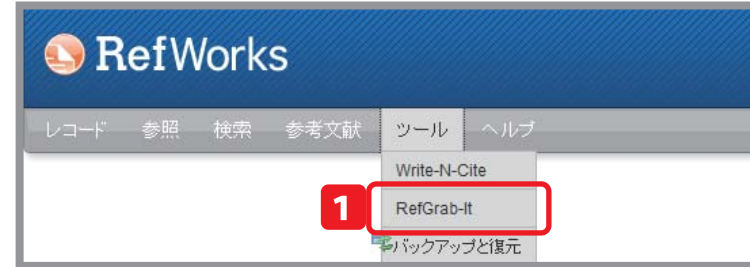 RefWorks
レコード 参照 検索 参考文献 ツール ヘルプ
Write-N-Cite
1 RefGrab-It
バックアップと復元